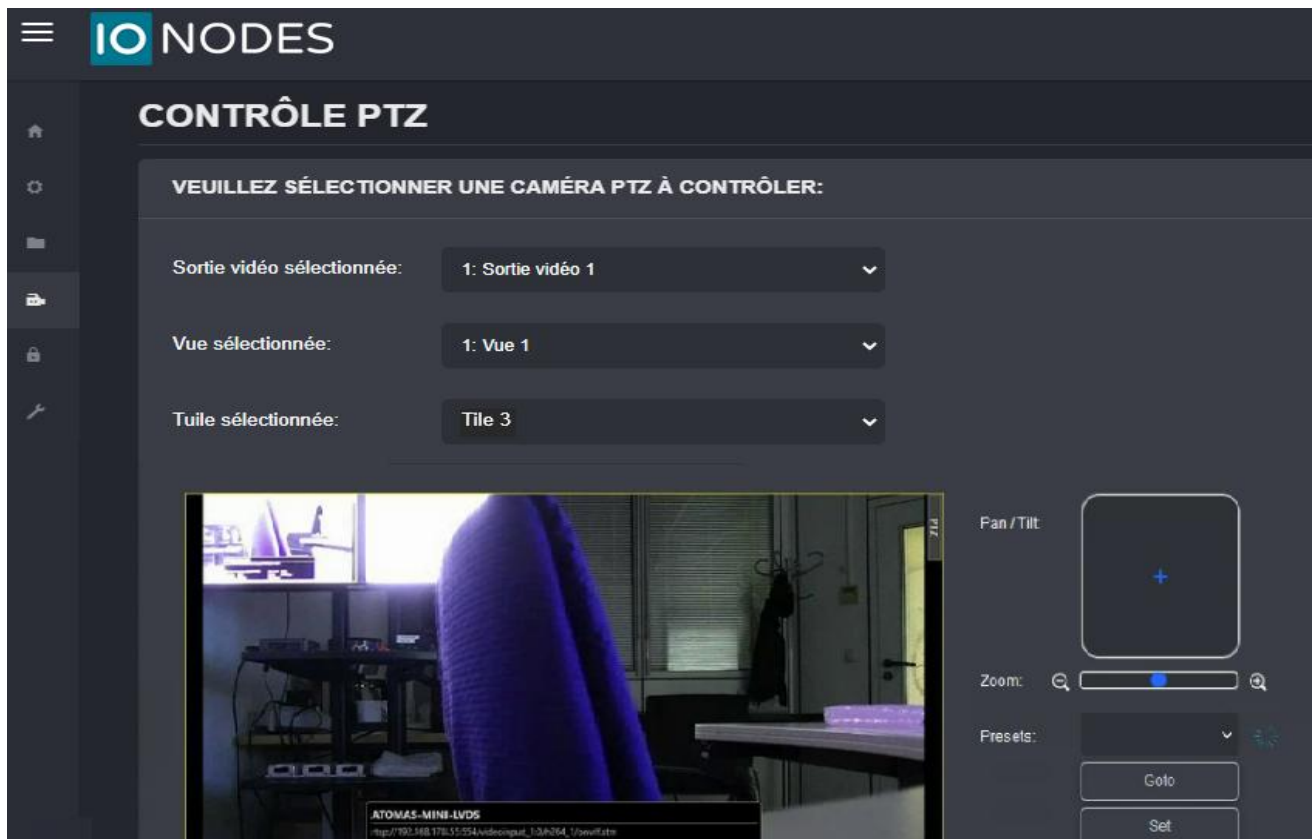 IO NODES
CONTRÔLE PTZ
VEUILLEZ SÉLECTIONNER UNE CAMÉRA PTZ À CONTRÔLER:
Sortie vidéo sélectionnée: 1: Sortie vidéo 1
Vue sélectionnée: 1: Vue 1
Tuile sélectionnée: Tile 3
PTZ
Pan / Tilt:
Zoom:
Presets:
Goto
Set
ATOMAS-MINI-LVDS